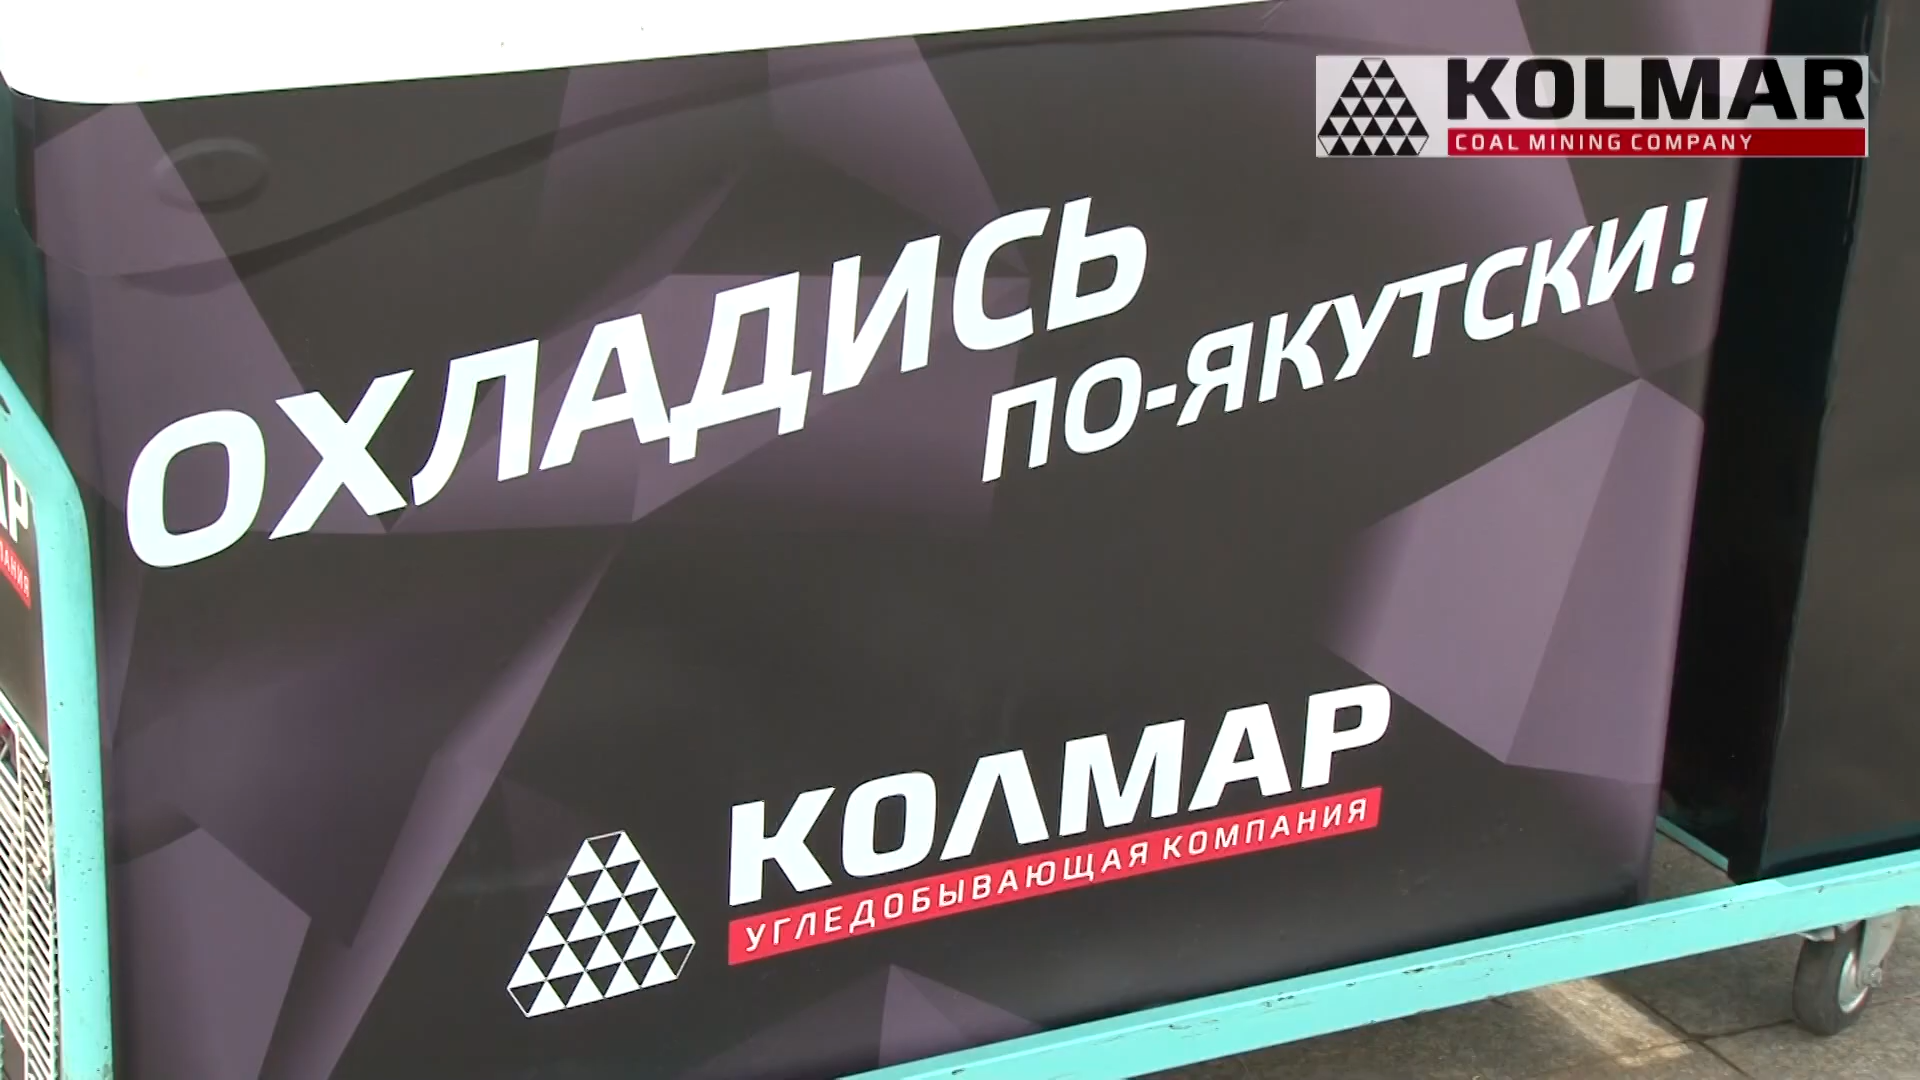 KOLMAR
COAL MINING COMPANY
ОХЛАДИСЬ
ПО-ЯКУТСКИ!
КОЛМАР
УГЛЕДОБЫВАЮЩАЯ КОМПАНИЯ